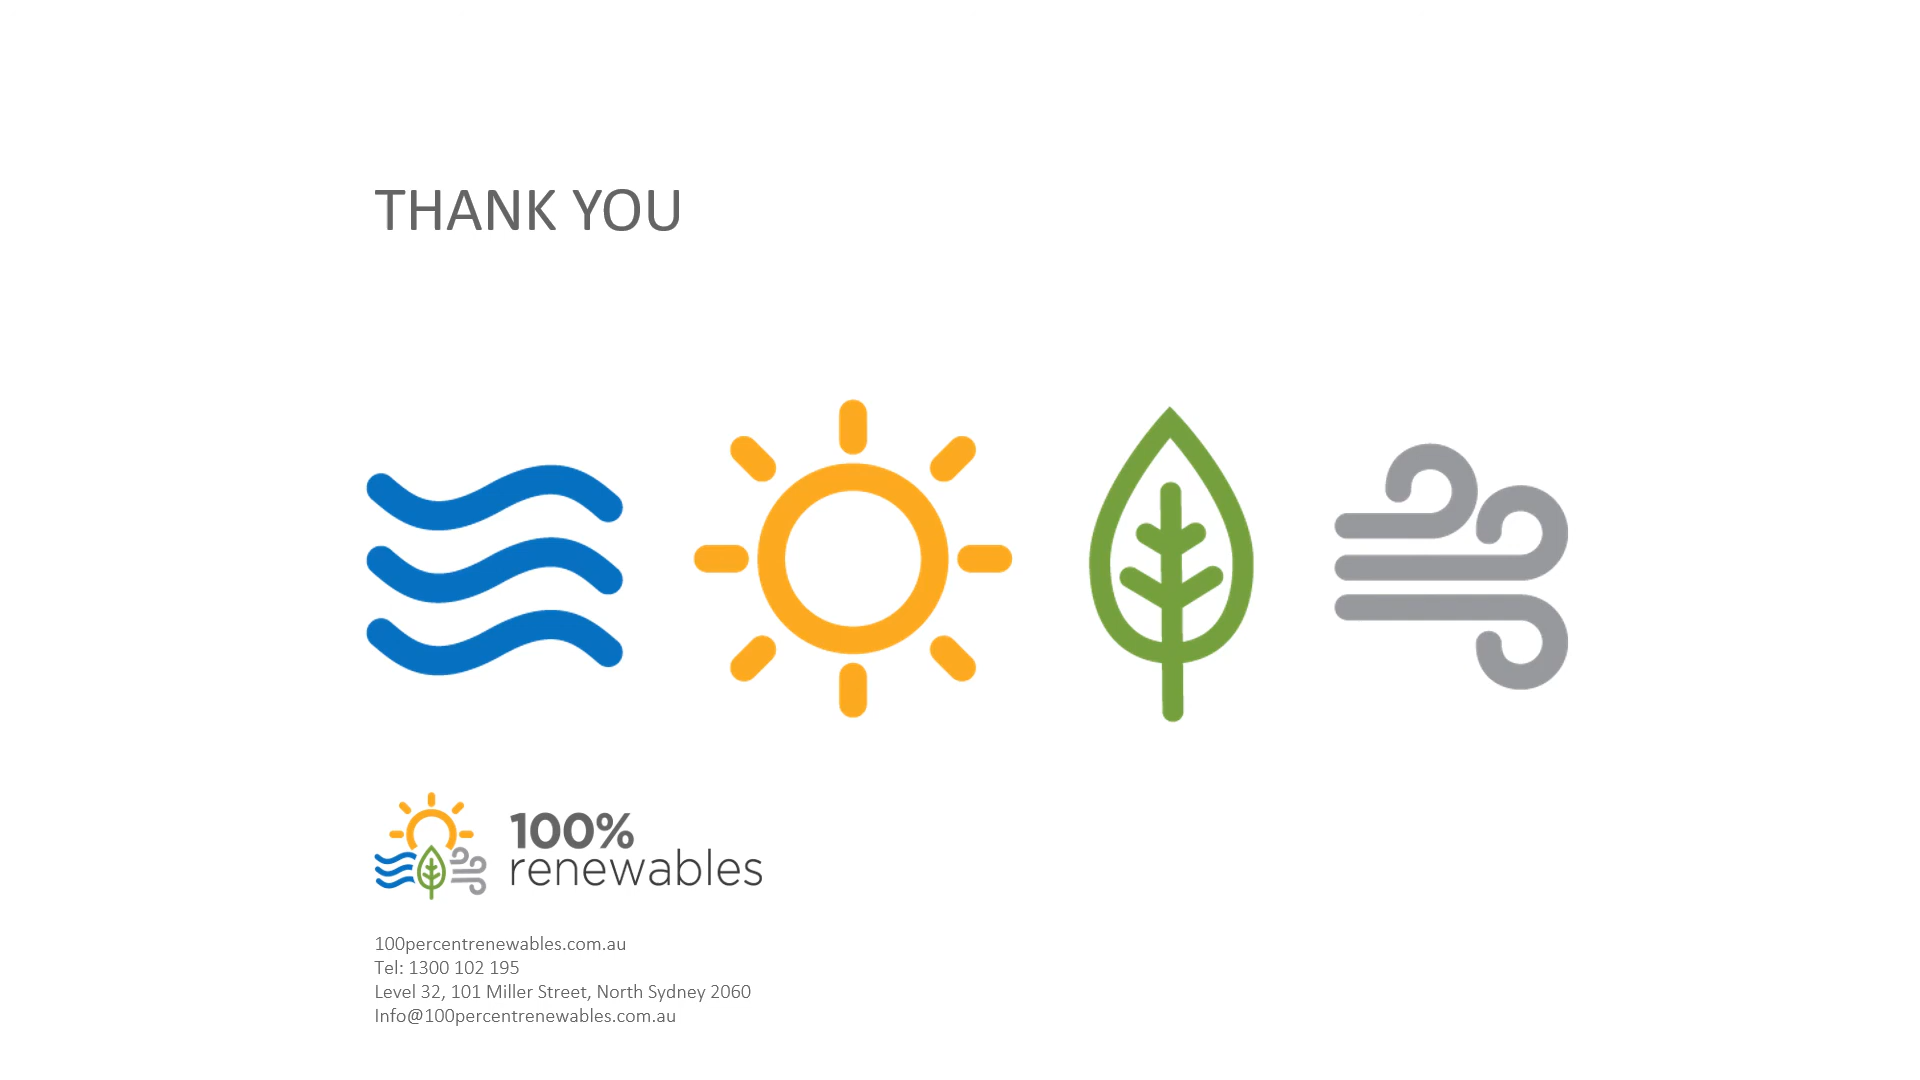 THANK YOU
100%
renewables
100percentrenewables.com.au
Tel: 1300 102 195
Level 32, 101 Miller Street, North Sydney 2060
Info@100percentrenewables.com.au